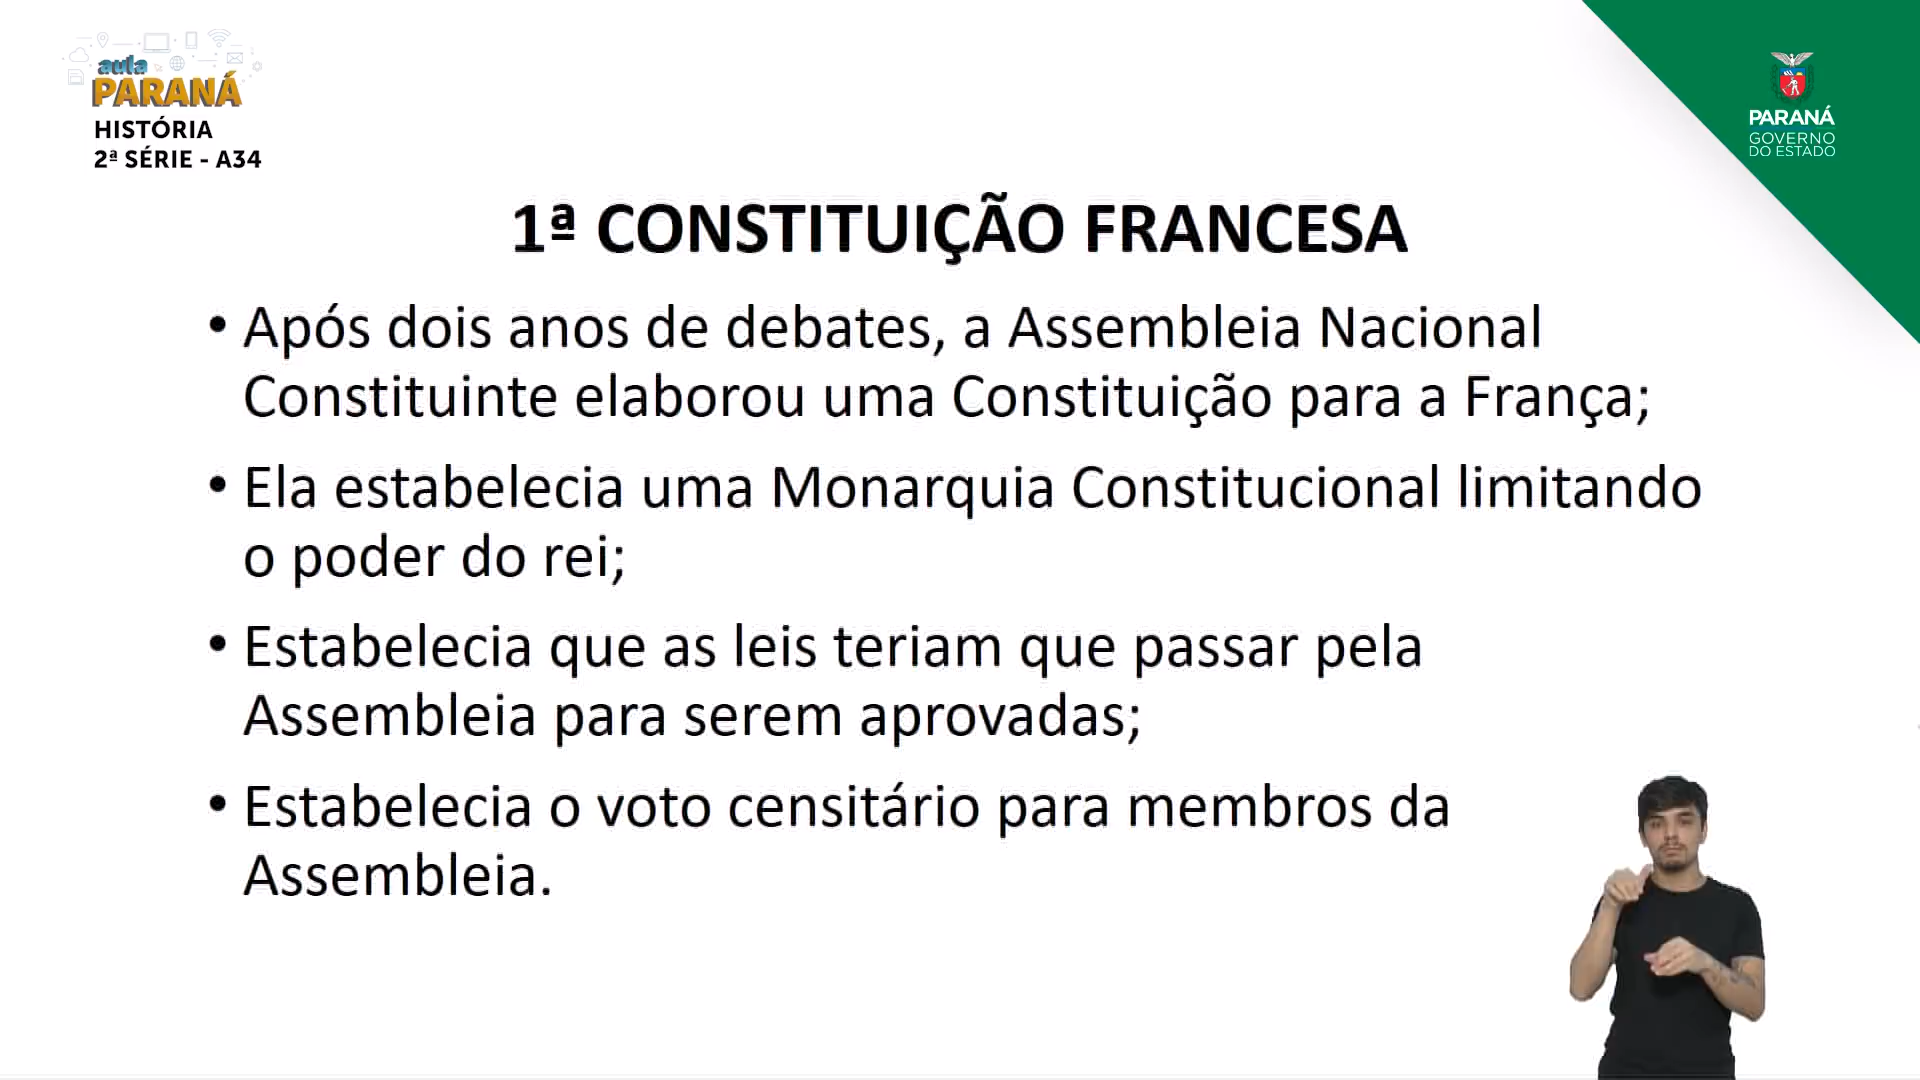 aula
PARANÁ
HISTÓRIA
2ª SÉRIE - A34
PARANÁ
GOVERNO
DO ESTADO
1ª CONSTITUIÇÃO FRANCESA
• Após dois anos de debates, a Assembleia Nacional
Constituinte elaborou uma Constituição para a França;
• Ela estabelecia uma Monarquia Constitucional limitando
o poder do rei;
• Estabelecia que as leis teriam que passar pela
Assembleia para serem aprovadas;
• Estabelecia o voto censitário para membros da
Assembleia.